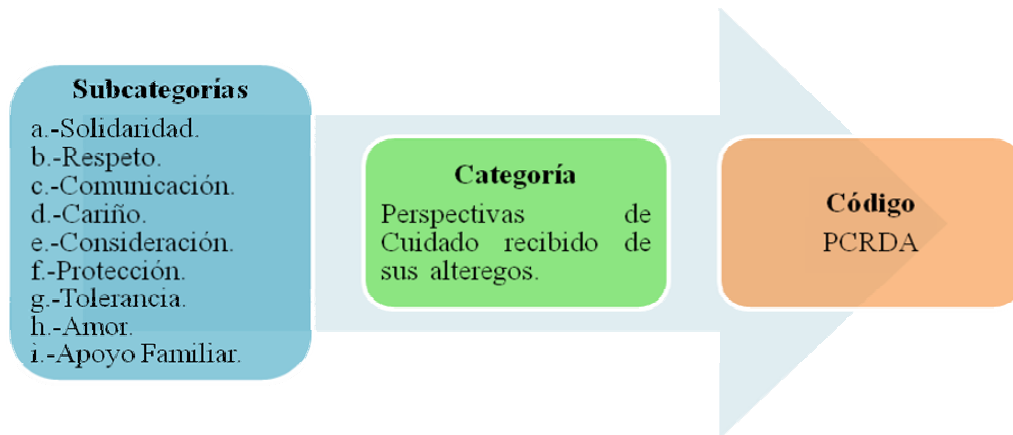 Subcategorías
a.-Solidaridad.
b.-Respeto.
c.-Comunicación.
d.-Cariño.
e.-Consideración.
f.-Protección.
g.-Tolerancia.
h.-Amor.
i.-Apoyo Familiar.
Categoría
Perspectivas de
Cuidado recibido de
sus alteregos.
Código
PCRDA